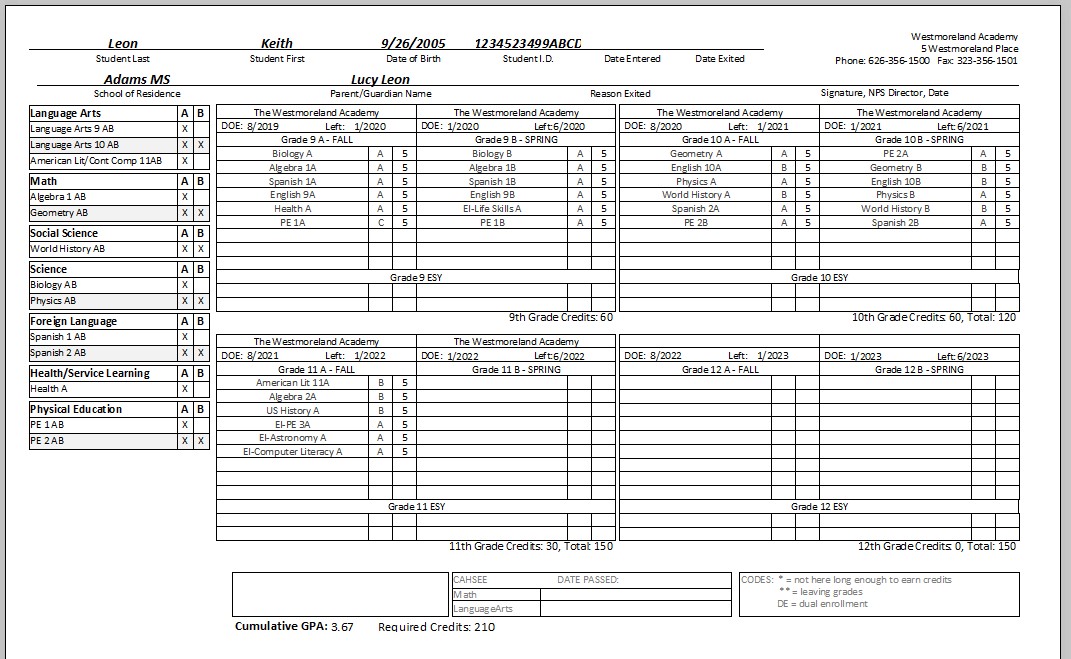 Leon Keith 9/26/2005 1234523499ABCD
Student Last Student First Date of Birth Student I.D. Date Entered Date Exited
Westmoreland Academy
5 Westmoreland Place
Phone: 626-356-1500 Fax: 323-356-1501
Adams MS Lucy Leon
School of Residence Parent/Guardian Name Reason Exited Signature, NPS Director, Date
Language Arts A B
Language Arts 9 AB X
Language Arts 10 AB X X
American Lit/Cont Comp 11AB X
Math A B
Algebra 1 AB X
Geometry AB X X
Social Science A B
World History AB X X
Science A B
Biology AB X
Physics AB X X
Foreign Language A B
Spanish 1 AB X
Spanish 2 AB X X
Health/Service Learning A B
Health A X
Physical Education A B
PE 1 AB X
PE 2 AB X X
The Westmoreland Academy
DOE: 8/2019 Left: 1/2020
Grade 9 A - FALL
Biology A A 5
Algebra 1A A 5
Spanish 1A A 5
English 9A A 5
Health A A 5
PE 1A C 5
The Westmoreland Academy
DOE: 1/2020 Left: 6/2020
Grade 9 B - SPRING
Biology B A 5
Algebra 1B A 5
Spanish 1B A 5
English 9B A 5
El-Life Skills A A 5
PE 1B A 5
Grade 9 ESY
9th Grade Credits: 60
The Westmoreland Academy
DOE: 8/2020 Left: 1/2021
Grade 10 A - FALL
Geometry A A 5
English 10A B 5
Physics A A 5
World History A B 5
Spanish 2A A 5
PE 2B A 5
The Westmoreland Academy
DOE: 1/2021 Left: 6/2021
Grade 10 B - SPRING
PE 2A A 5
Geometry B B 5
English 10B B 5
Physics B A 5
World History B B 5
Spanish 2B A 5
Grade 10 ESY
10th Grade Credits: 60, Total: 120
The Westmoreland Academy
DOE: 8/2021 Left: 1/2022
Grade 11 A - FALL
American Lit 11A B 5
Algebra 2A B 5
US History A B 5
El-PE 3A A 5
El-Astronomy A A 5
El-Computer Literacy A A 5
The Westmoreland Academy
DOE: 1/2022 Left: 6/2022
Grade 11 B - SPRING
Grade 11 ESY
11th Grade Credits: 30, Total: 150
DOE: 8/2022 Left: 1/2023
Grade 12 A - FALL
DOE: 1/2023 Left: 6/2023
Grade 12 B - SPRING
Grade 12 ESY
12th Grade Credits: 0, Total: 150
CAHSEE DATE PASSED:
Math
LanguageArts
CODES: * = not here long enough to earn credits
** = leaving grades
DE = dual enrollment
Cumulative GPA: 3.67 Required Credits: 210